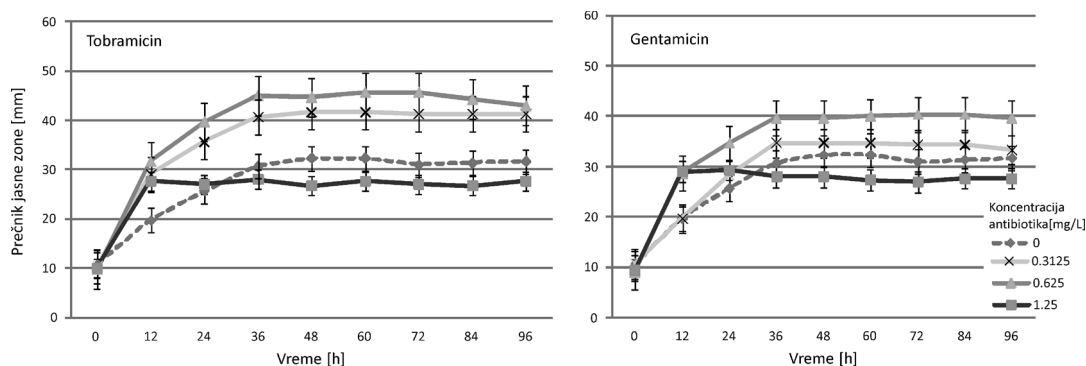 60
50
40
30
20
10
0
Prečnik jasne zone [mm]
Tobramicin
0 12 24 36 48 60 72 84 96
Vreme [h]
60
50
40
30
20
10
0
Gentamicin
0 12 24 36 48 60 72 84 96
Vreme [h]
Koncentracija
antibiotika[mg/L]
0
0.3125
0.625
1.25